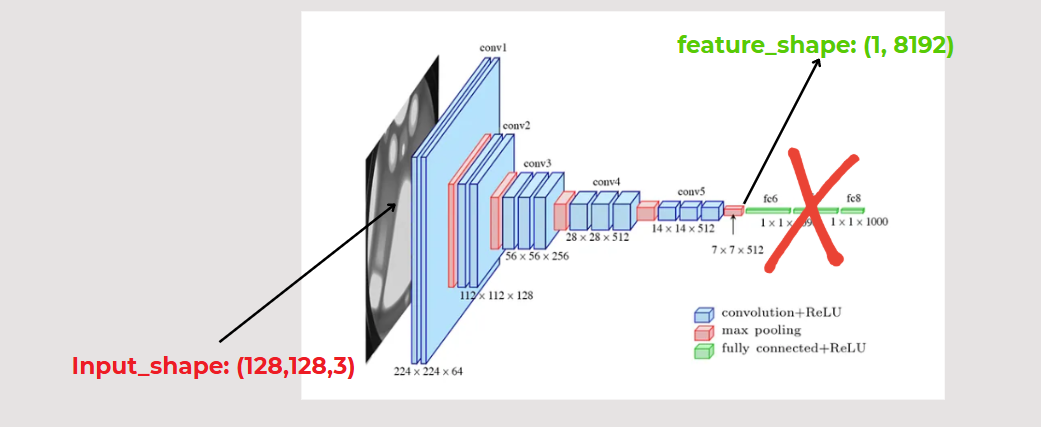 feature_shape: (1, 8192)
conv1
conv2
conv3
conv4
conv5
fc6
fc8
1 × 1 ×
1 × 1 × 1000
14 × 14 × 512
28 × 28 × 512
7 × 7 × 512
56 × 56 × 256
112 × 112 × 128
convolution+ReLU
max pooling
fully connected+ReLU
Input_shape: (128,128,3)
224 × 224 × 64